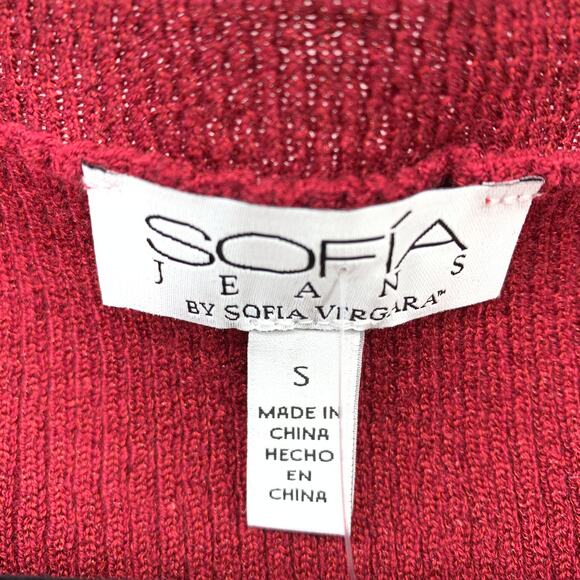 SOFÍA
JEANS
BY SOFIA VERGARA™
S
MADE IN
CHINA
HECHO
EN
CHINA